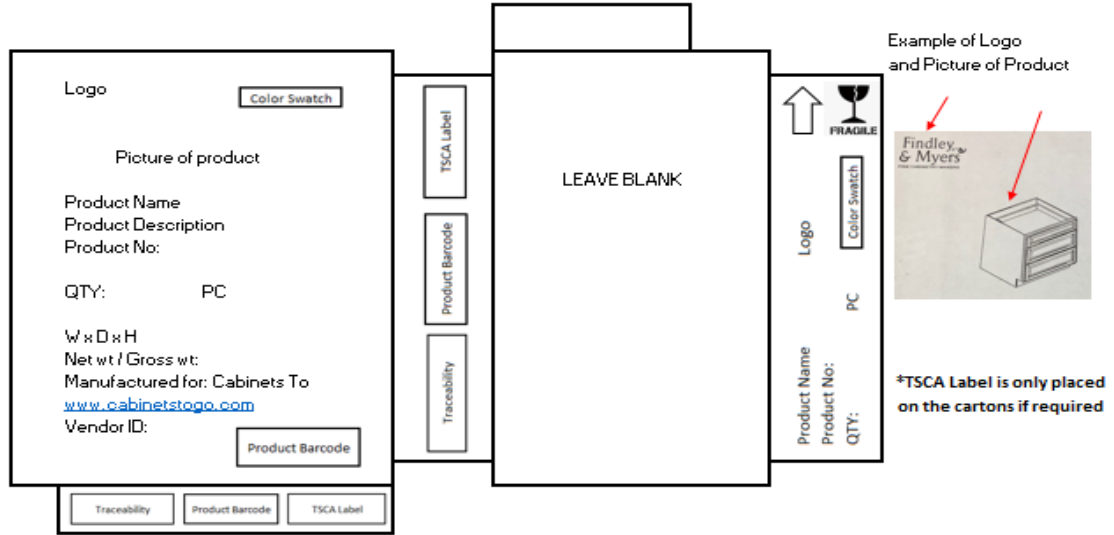 Logo
Color Swatch
Picture of product
Product Name
Product Description
Product No:
QTY: PC
W x D x H
Net wt / Gross wt:
Manufactured for: Cabinets To
www.cabinetstogo.com
Vendor ID:
Product Barcode
Traceability
Product Barcode
TSCA Label
TSCA Label
Product Barcode
Traceability
LEAVE BLANK
FRAGILE
Color Swatch
Logo
PC
Product Name
Product No:
QTY:
Example of Logo
and Picture of Product
Findley
& Myers
*TSCA Label is only placed
on the cartons if required